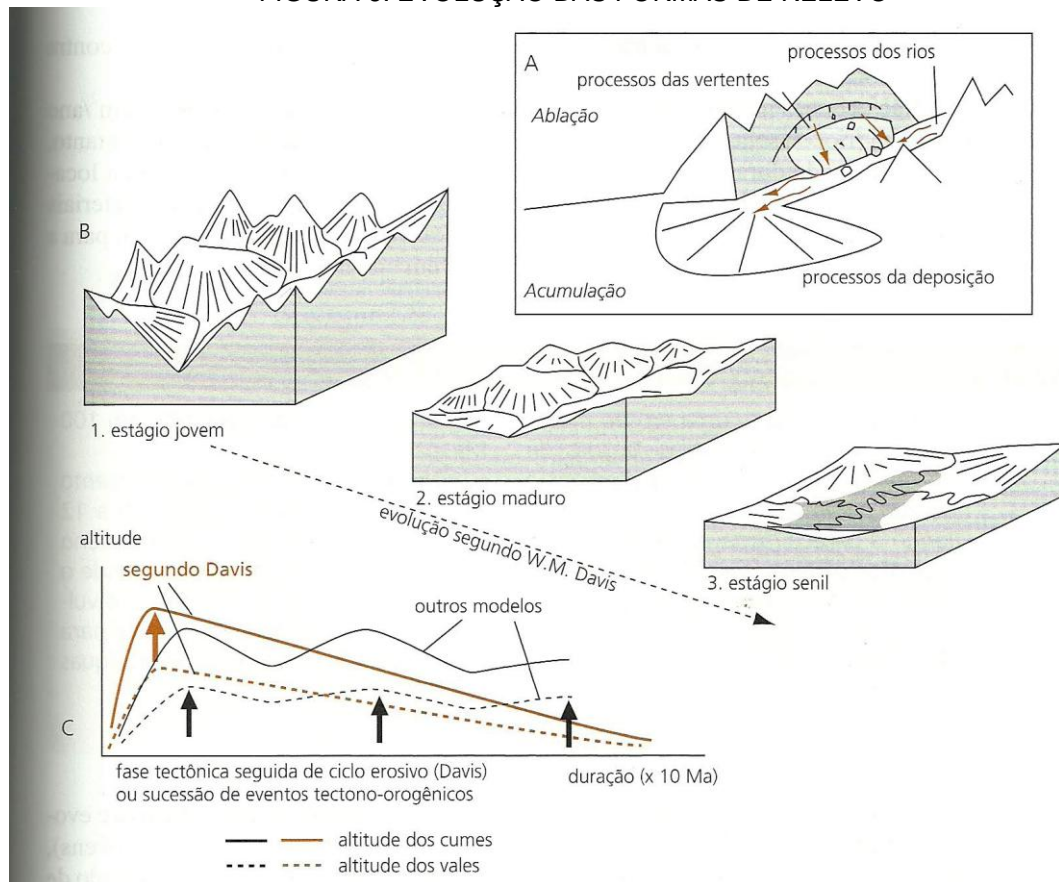 A
processos dos rios
processos das vertentes
Ablação
processos da deposição
Acumulação
B
1. estágio jovem
2. estágio maduro
3. estágio senil
evolução segundo W.M. Davis
altitude
segundo Davis
outros modelos
C
fase tectônica seguida de ciclo erosivo (Davis)
ou sucessão de eventos tectono-orogênicos
duração (x 10 Ma)
altitude dos cumes
altitude dos vales